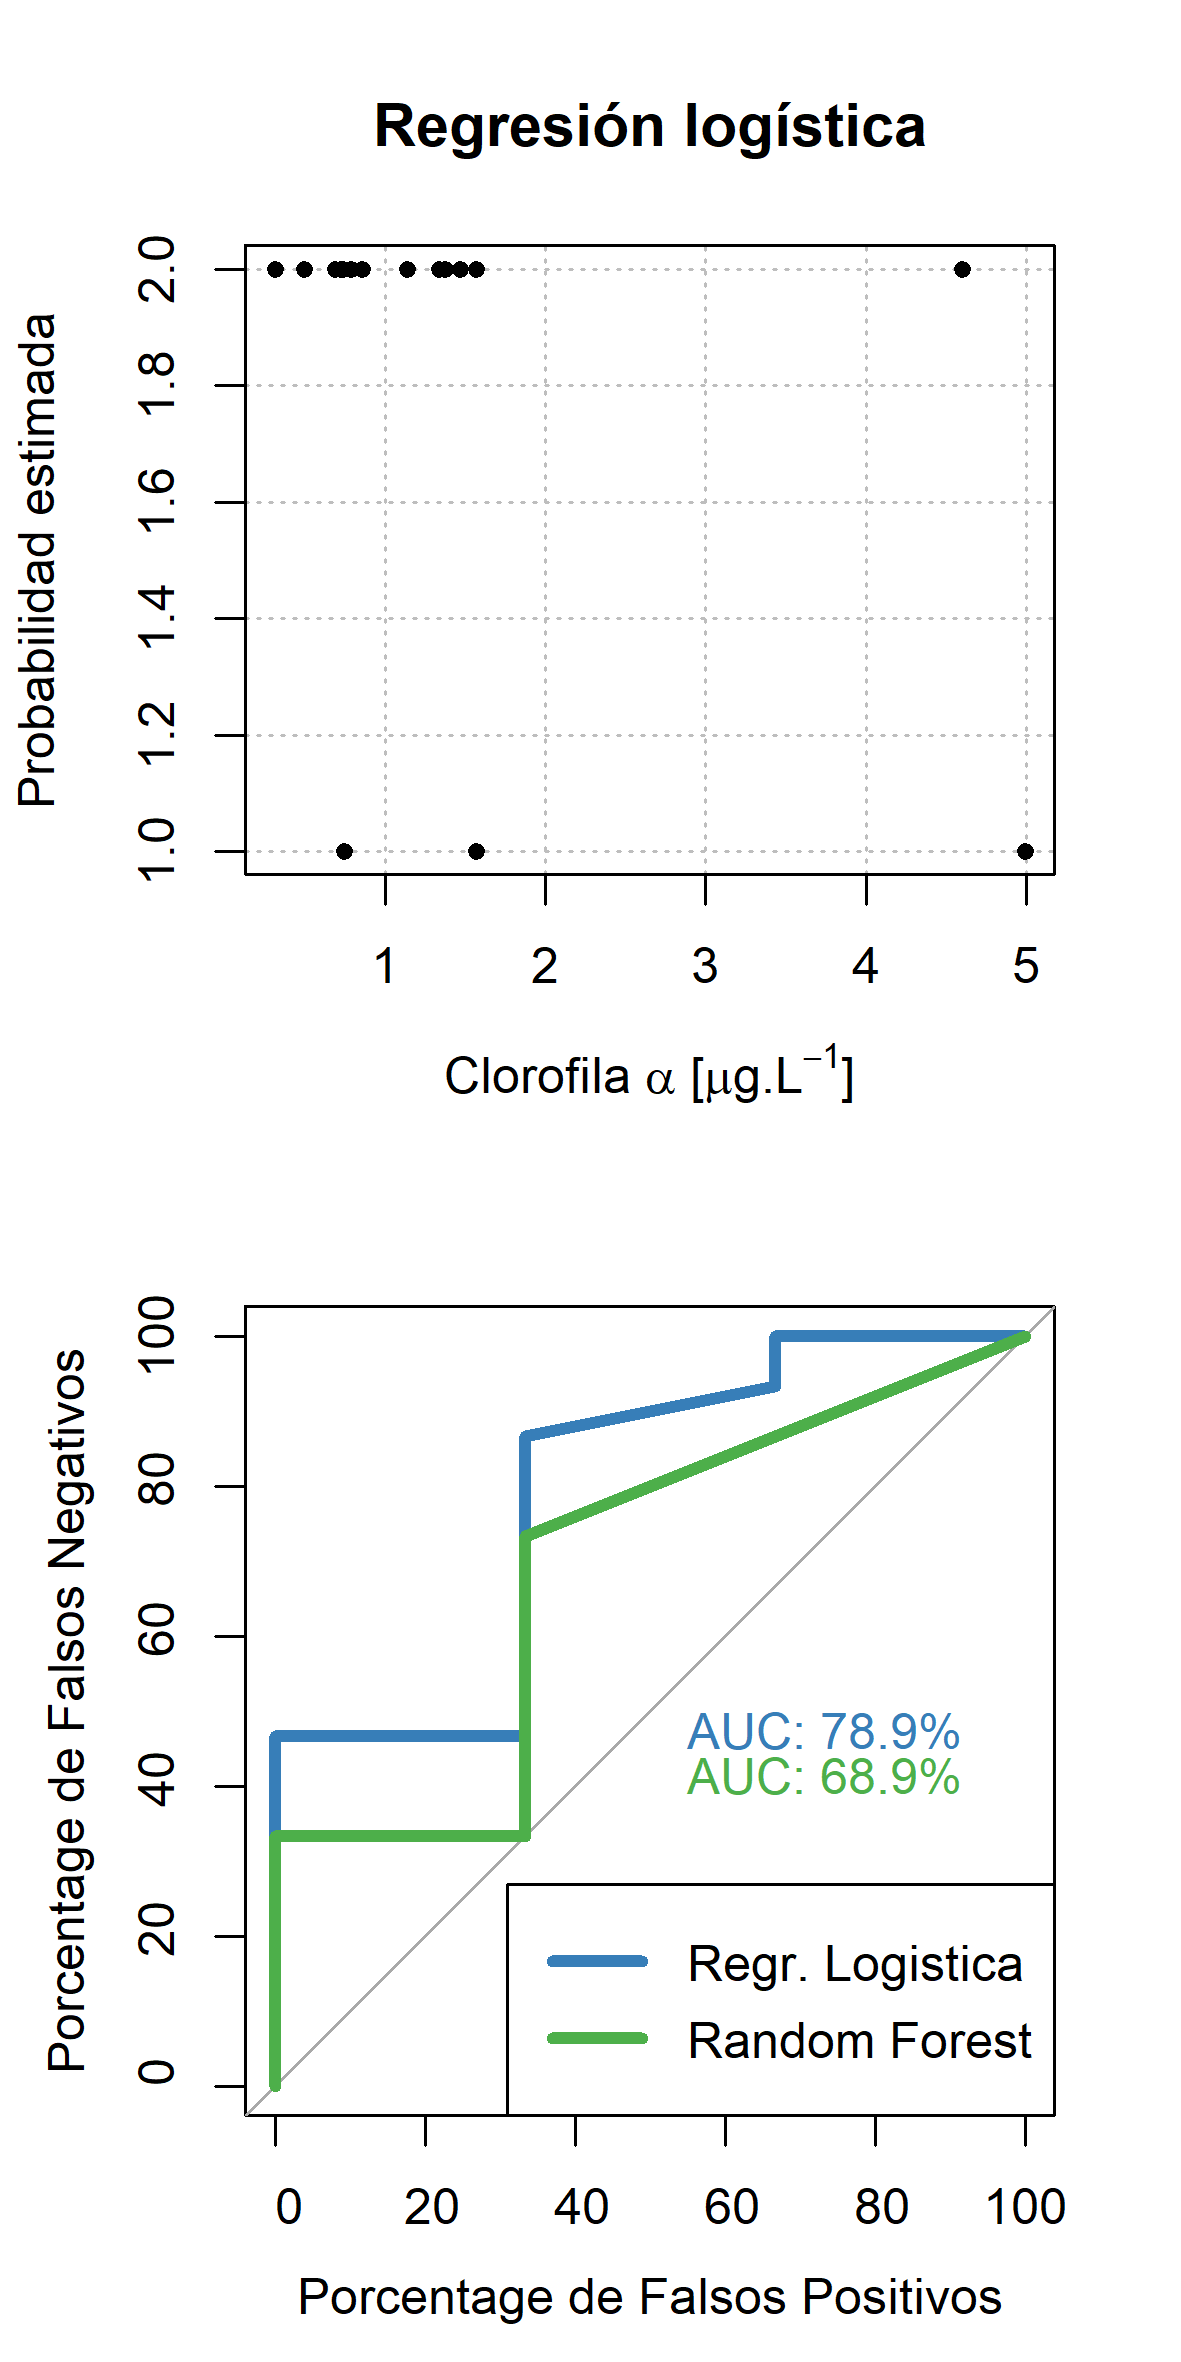 Regresión logística
Probabilidad estimada
2.0
1.8
1.6
1.4
1.2
1.0
1 2 3 4 5
Clorofila α [μg.L⁻¹]
Porcentage de Falsos Negativos
100
80
60
40
20
0
AUC: 78.9%
AUC: 68.9%
Regr. Logistica
Random Forest
0 20 40 60 80 100
Porcentage de Falsos Positivos